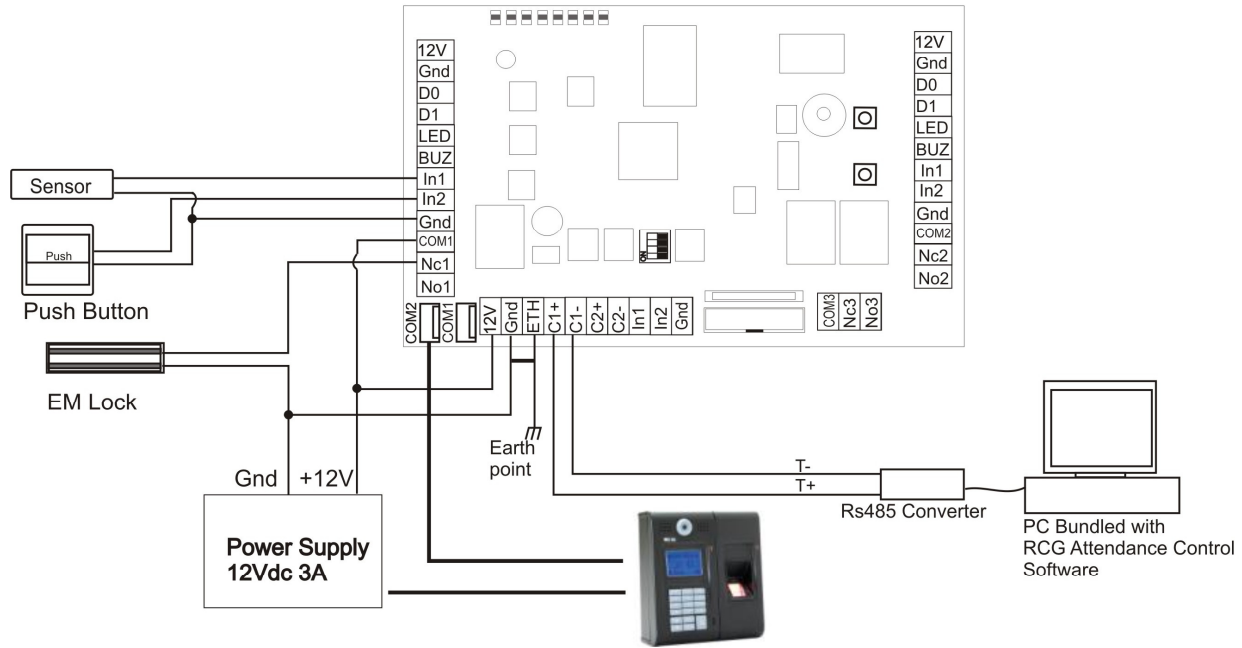 12V
Gnd
D0
D1
LED
BUZ
In1
In2
Gnd
COM1
Nc1
No1
12V
Gnd
D0
D1
LED
BUZ
In1
In2
Gnd
COM2
Nc2
No2
Sensor
Push
Push Button
EM Lock
COM2
COM1
12V
Gnd
ETH
C1+
C1-
C2+
C2-
In1
In2
Gnd
COM3
Nc3
No3
Earth
point
Gnd +12V
Power Supply
12Vdc 3A
T-
T+
Rs485 Converter
PC Bundled with
RCG Attendance Control
Software